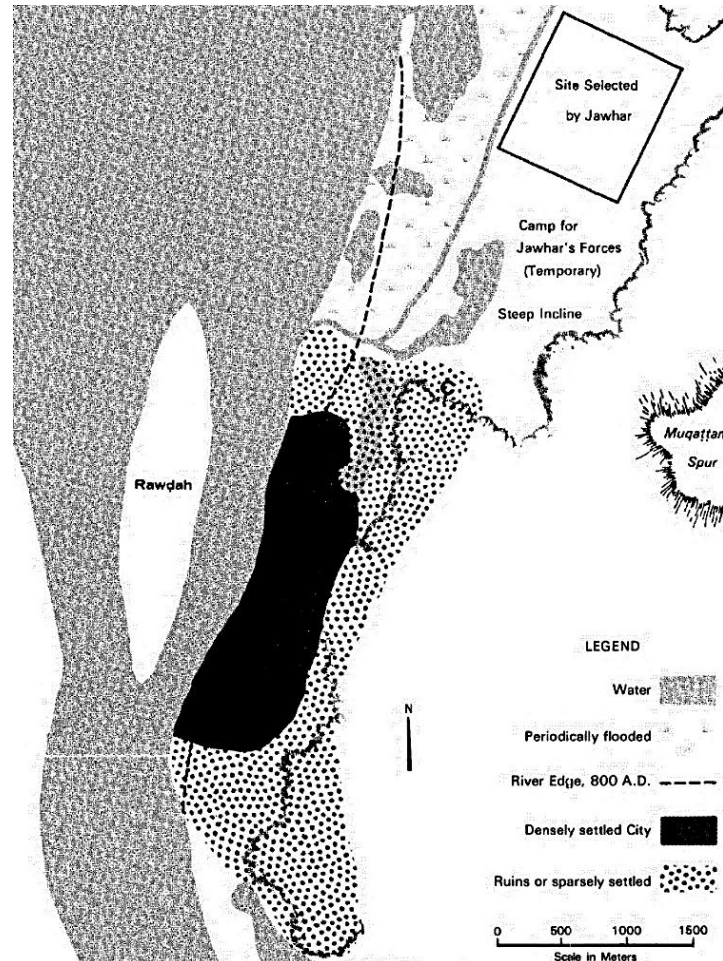 Site Selected
by Jawhar
Camp for
Jawhar's Forces
(Temporary)
Steep Incline
Muqaṭṭam
Spur
Rawḍah
LEGEND
Water
N
Periodically flooded
River Edge, 800 A.D.
Densely settled City
Ruins or sparsely settled
0 500 1000 1500
Scale in Meters